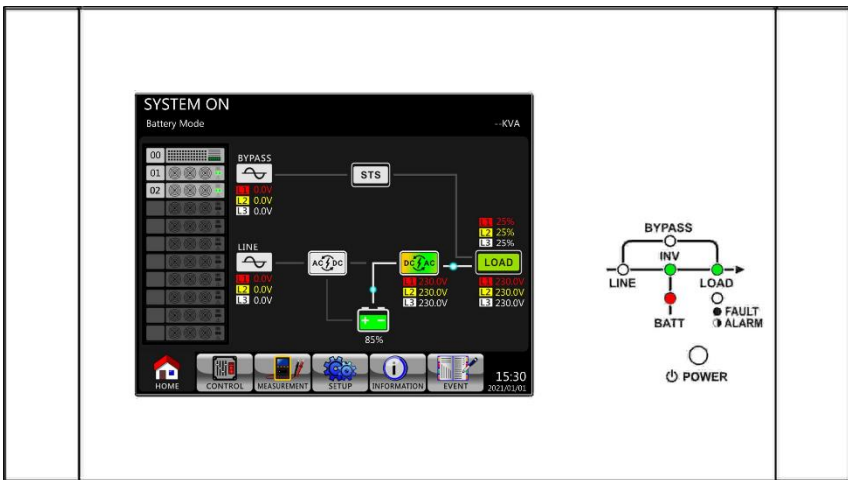 SYSTEM ON
Battery Mode
--KVA
00
01
02
BYPASS
L1 0.0V
L2 0.0V
L3 0.0V
STS
LINE
L1 0.0V
L2 0.0V
L3 0.0V
AC DC
DC AC
L1 230.0V
L2 230.0V
L3 230.0V
85%
L1 25%
L2 25%
L3 25%
LOAD
L1 230.0V
L2 230.0V
L3 230.0V
HOME
CONTROL
MEASUREMENT
SETUP
INFORMATION
EVENT
15:30
2021/01/01
BYPASS
INV
LINE
LOAD
BATT
FAULT
ALARM
POWER